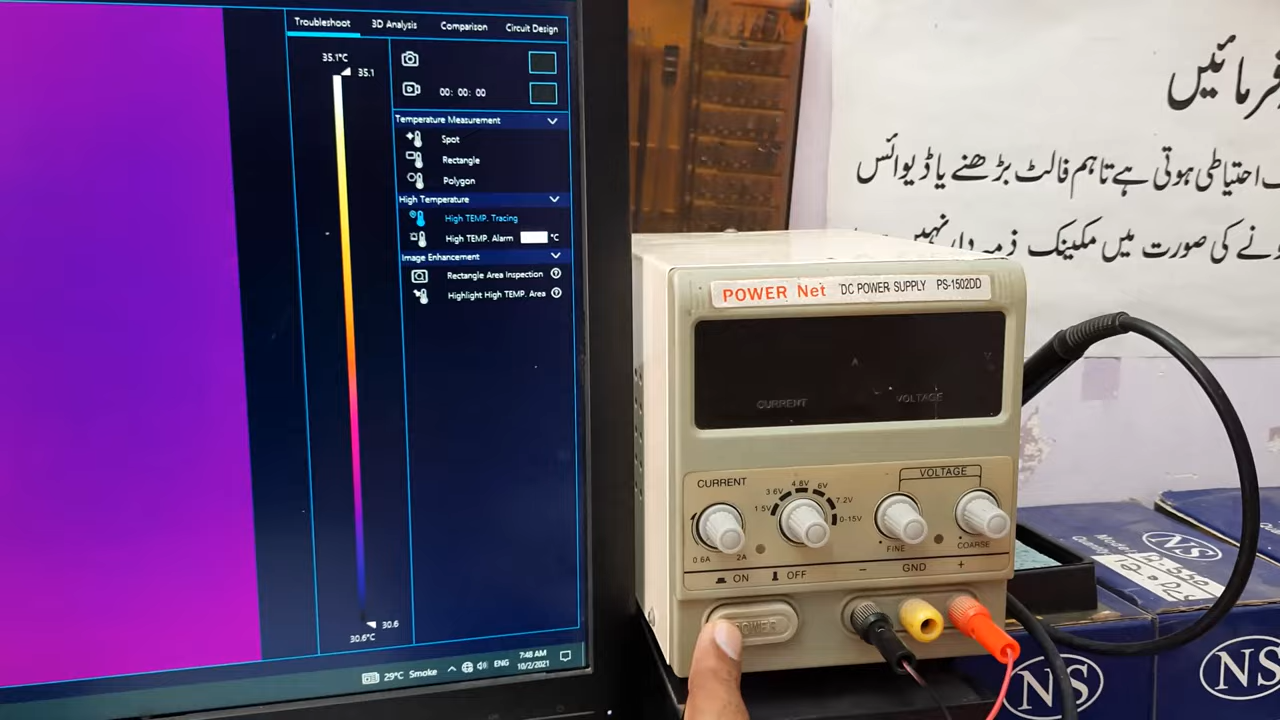 Troubleshoot 3D Analysis Comparison Circuit Design
35.1°C
35.1
00: 00: 00
Temperature Measurement
Spot
Rectangle
Polygon
High Temperature
High TEMP. Tracing
High TEMP. Alarm °C
Image Enhancement
Rectangle Area Inspection
Highlight High TEMP. Area
30.6
30.6°C
29°C Smoke ENG 7:48 AM
10/2/2021
فرمائیں
احتیاطی ہوتی ہے تاہم فالٹ بڑھنے یا ڈیوائس
ونے کی صورت میں مکینک ذمہ دار نہیں
POWER Net DC POWER SUPPLY PS-1502DD
A V
CURRENT VOLTAGE
CURRENT VOLTAGE
1.5V 3.6V 4.8V 6V 7.2V 0-15V
0.6A 2A FINE COARSE
ON OFF − GND +
POWER
NS
NS
NS